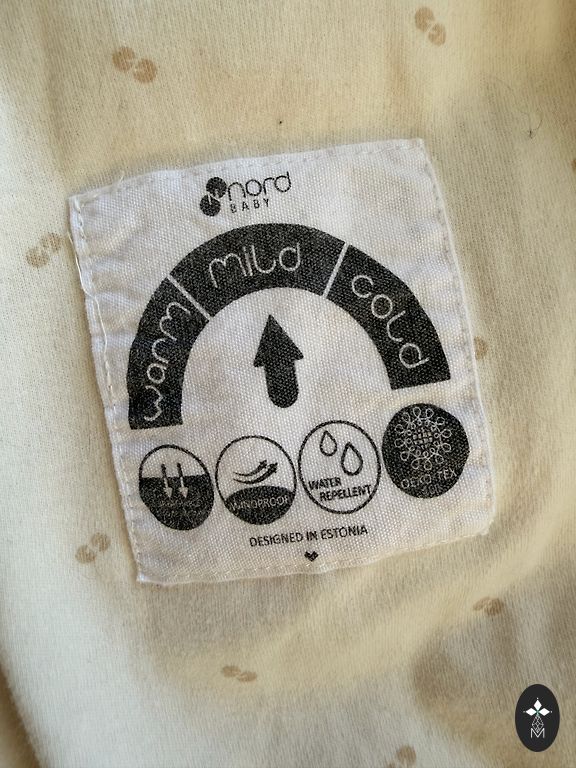 nord
BABY
warm mild cold
WINDPROOF
WATER
REPELLENT
OEKO-TEX
DESIGNED IN ESTONIA
M